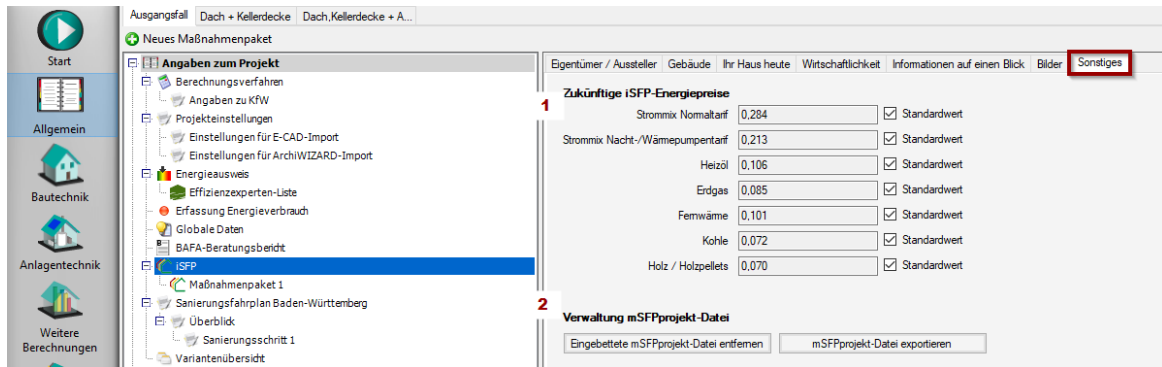 Ausgangsfall Dach + Kellerdecke Dach,Kellerdecke + A...
Neues Maßnahmenpaket
Start
Allgemein
Bautechnik
Anlagentechnik
Weitere
Berechnungen
Angaben zum Projekt
Berechnungsverfahren
Angaben zu KfW
Projekteinstellungen
Einstellungen für E-CAD-Import
Einstellungen für ArchiWIZARD-Import
Energieausweis
Effizienzexperten-Liste
Erfassung Energieverbrauch
Globale Daten
BAFA-Beratungsbericht
iSFP
Maßnahmenpaket 1
Sanierungsfahrplan Baden-Württemberg
Überblick
Sanierungsschritt 1
Variantenübersicht
Eigentümer / Aussteller Gebäude Ihr Haus heute Wirtschaftlichkeit Informationen auf einen Blick Bilder Sonstiges
1
Zukünftige iSFP-Energiepreise
Strommix Normaltarif 0,284 Standardwert
Strommix Nacht-/Wärmepumpentarif 0,213 Standardwert
Heizöl 0,106 Standardwert
Erdgas 0,085 Standardwert
Fernwärme 0,101 Standardwert
Kohle 0,072 Standardwert
Holz / Holzpellets 0,070 Standardwert
2
Verwaltung mSFPprojekt-Datei
Eingebettete mSFPprojekt-Datei entfernen mSFPprojekt-Datei exportieren